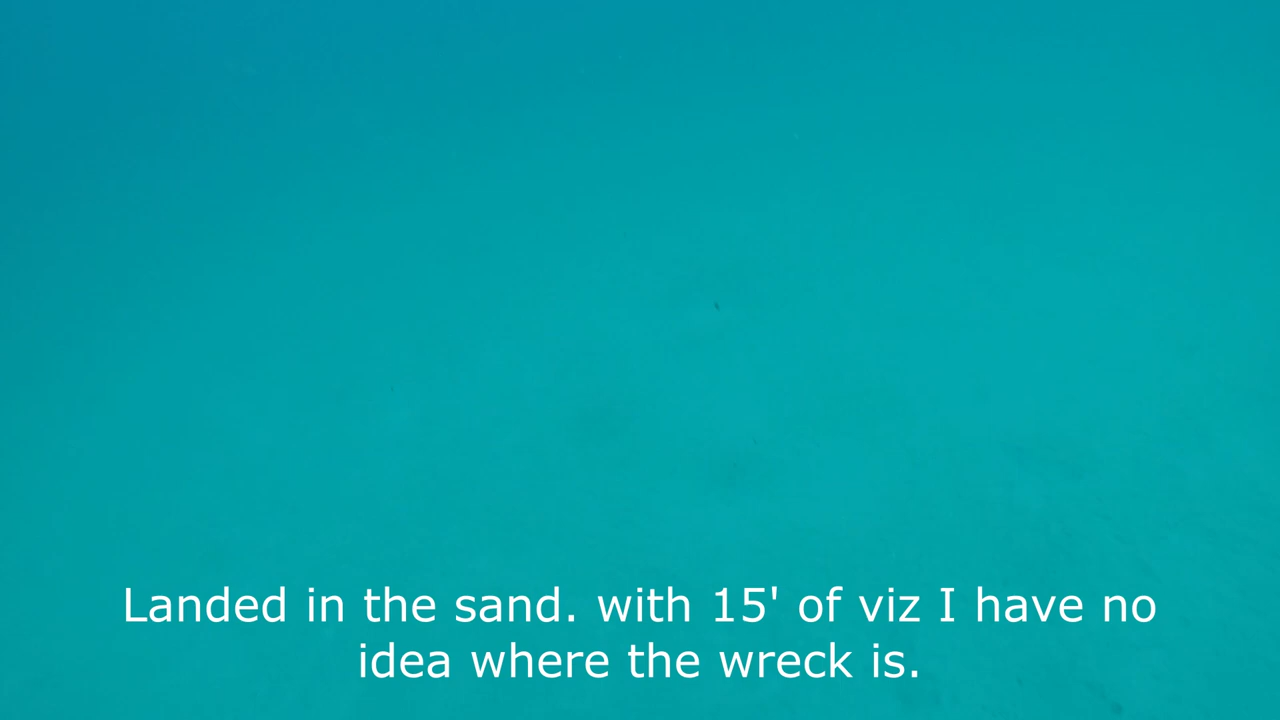 Landed in the sand. with 15' of viz I have no
idea where the wreck is.